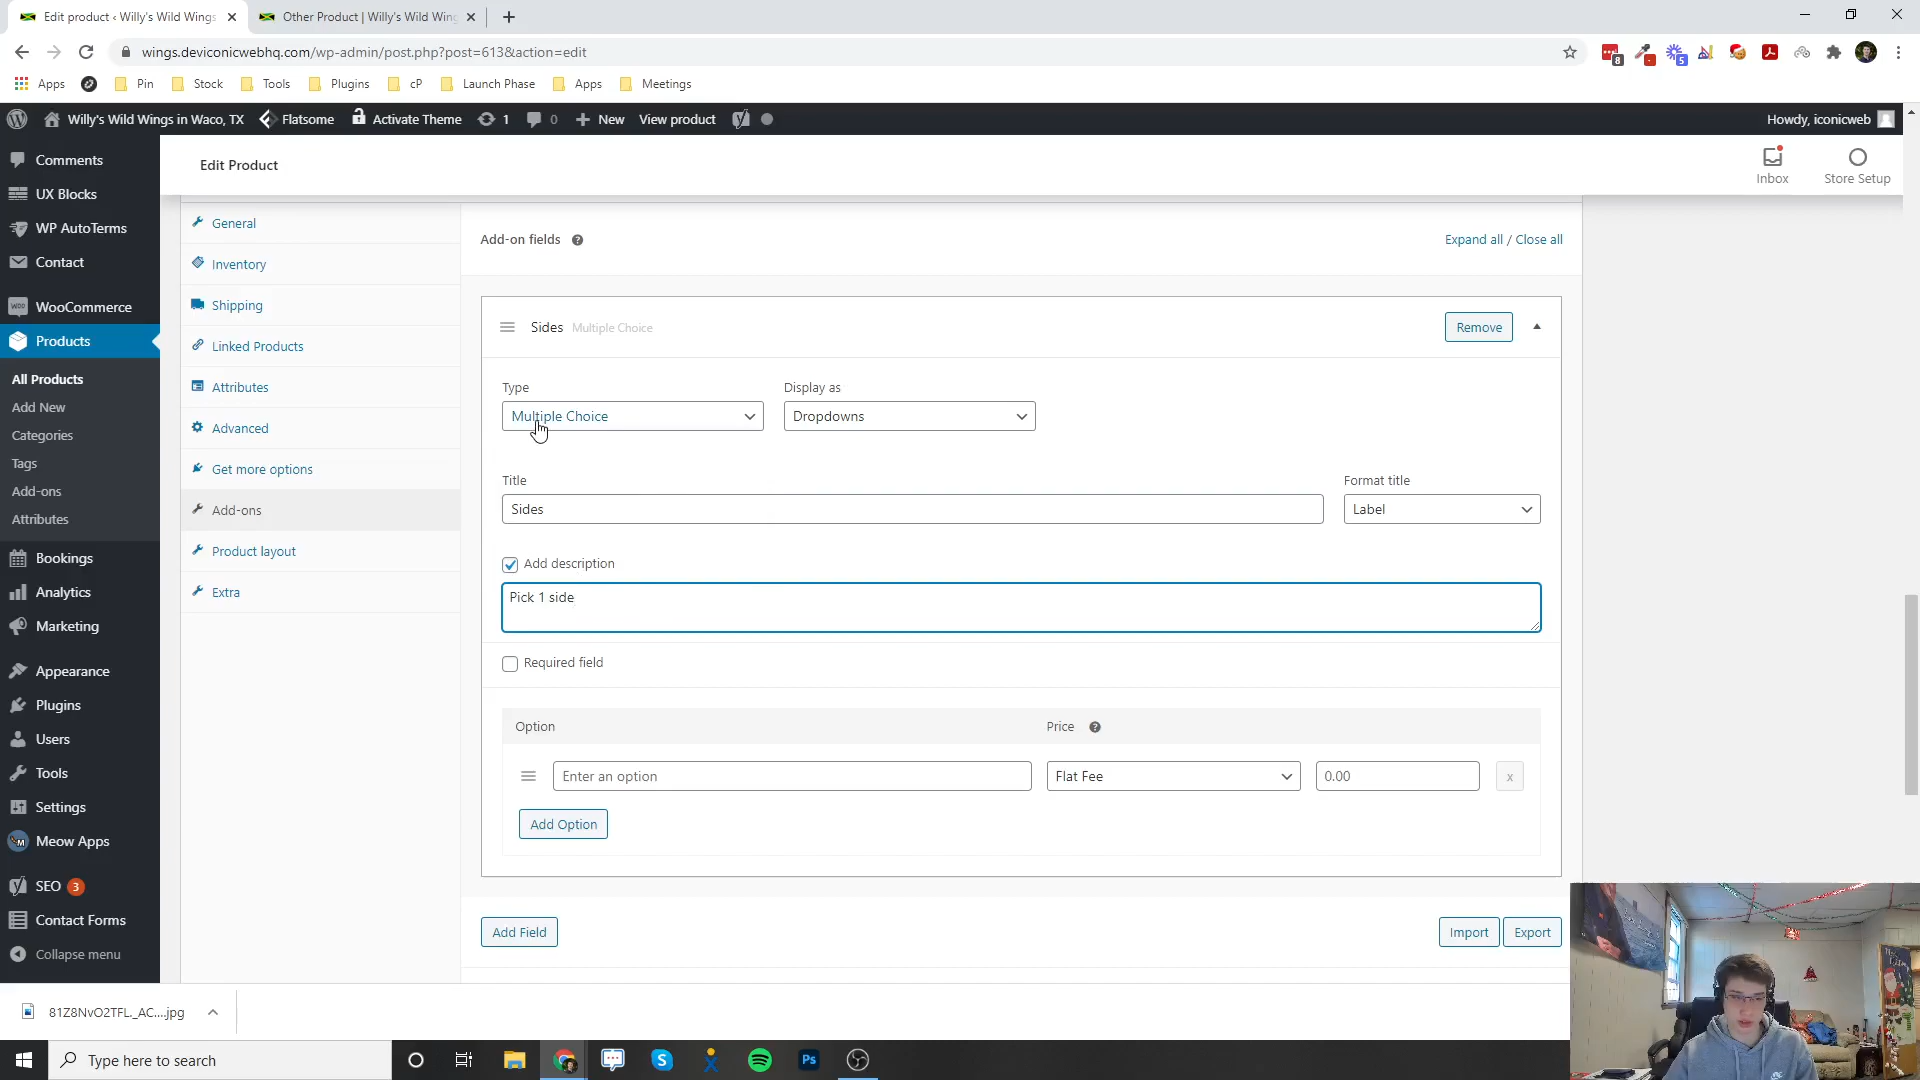 Edit product ‹ Willy's Wild Wings
Other Product | Willy's Wild Wing
wings.deviconicwebhq.com/wp-admin/post.php?post=613&action=edit
8
5
Apps
Pin
Stock
Tools
Plugins
cP
Launch Phase
Apps
Meetings
Willy's Wild Wings in Waco, TX
Flatsome
Activate Theme
1
0
New
View product
Howdy, iconicweb
Edit Product
Inbox
Store Setup
Comments
UX Blocks
WP AutoTerms
Contact
WooCommerce
Products
All Products
Add New
Categories
Tags
Add-ons
Attributes
Bookings
Analytics
Marketing
Appearance
Plugins
Users
Tools
Settings
Meow Apps
SEO 3
Contact Forms
Collapse menu
General
Inventory
Shipping
Linked Products
Attributes
Advanced
Get more options
Add-ons
Product layout
Extra
Add-on fields
Expand all / Close all
Sides Multiple Choice
Remove
Type
Display as
Multiple Choice
Dropdowns
Title
Format title
Sides
Label
Add description
Pick 1 side
Required field
Option
Price
Enter an option
Flat Fee
0.00
x
Add Option
Add Field
Import
Export
81Z8NvO2TFL._AC....jpg
Type here to search
Ps